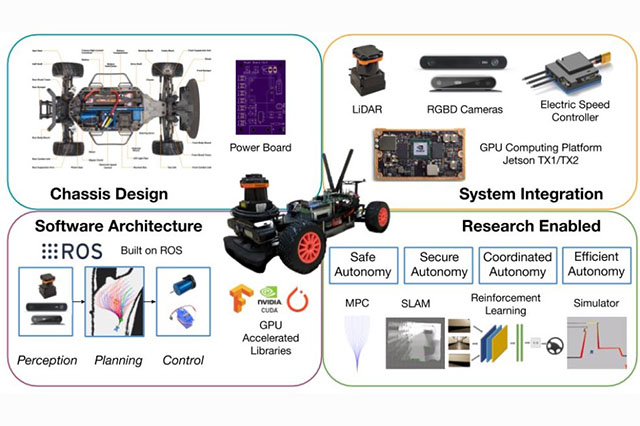 Power Board
Chassis Design
LiDAR
RGBD Cameras
Electric Speed
Controller
GPU Computing Platform
Jetson TX1/TX2
System Integration
Software Architecture
ROS
Built on ROS
Perception
Planning
Control
NVIDIA
CUDA
GPU
Accelerated
Libraries
Research Enabled
Safe
Autonomy
Secure
Autonomy
Coordinated
Autonomy
Efficient
Autonomy
MPC
SLAM
Reinforcement
Learning
Simulator